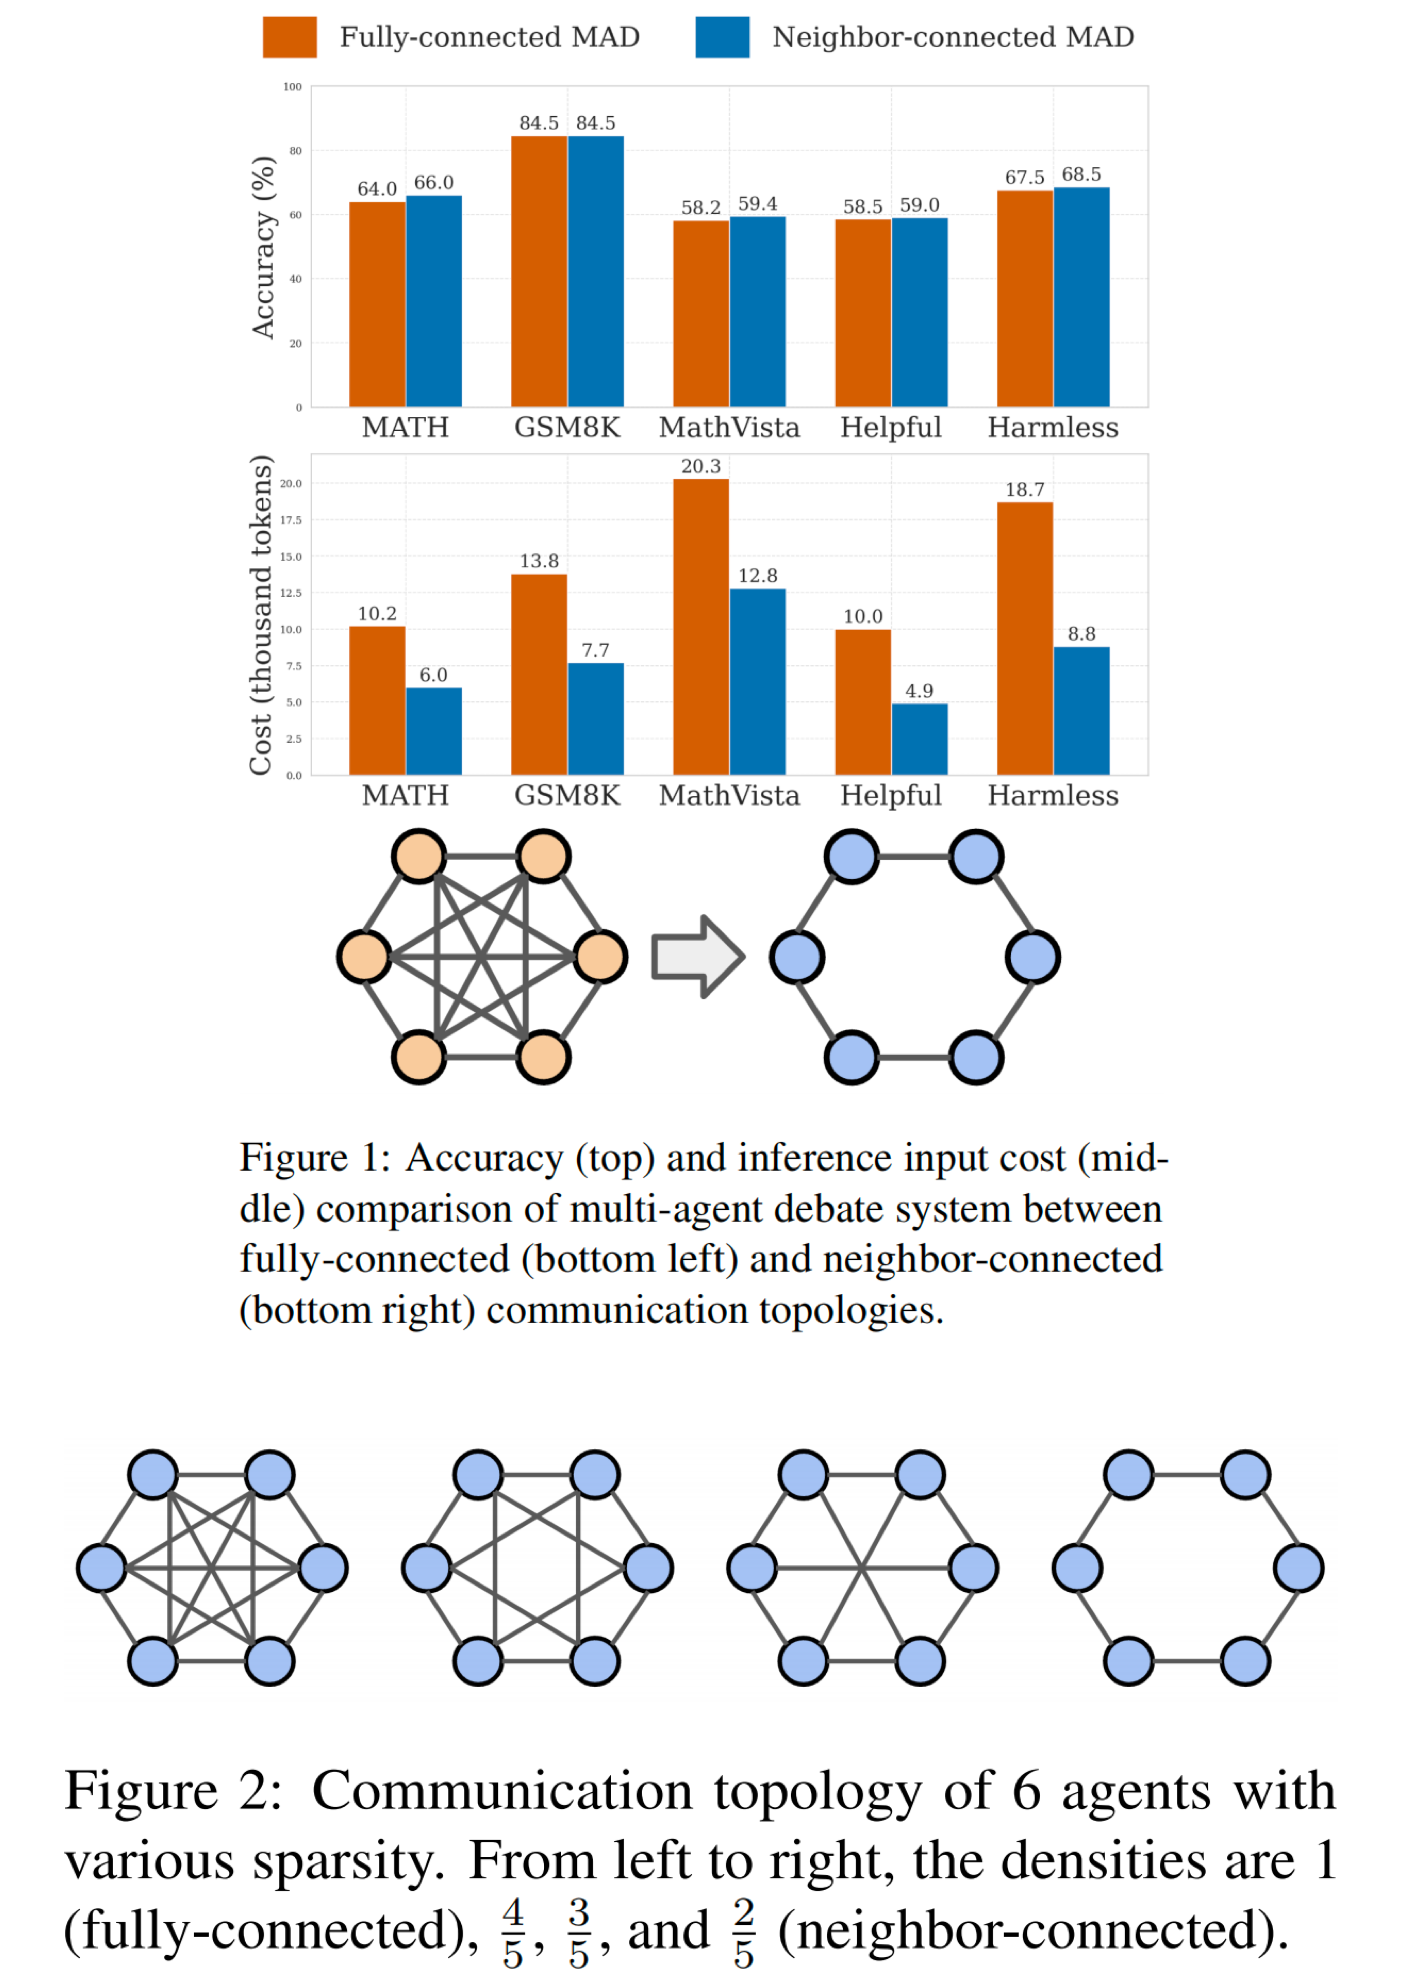 Fully-connected MAD Neighbor-connected MAD
100
80
60
40
20
0
Accuracy (%)
64.0 66.0 84.5 84.5 58.2 59.4 58.5 59.0 67.5 68.5
MATH GSM8K MathVista Helpful Harmless
20.0
17.5
15.0
12.5
10.0
7.5
5.0
2.5
0.0
Cost (thousand tokens)
10.2 6.0 13.8 7.7 20.3 12.8 10.0 4.9 18.7 8.8
MATH GSM8K MathVista Helpful Harmless
Figure 1: Accuracy (top) and inference input cost (mid-
dle) comparison of multi-agent debate system between
fully-connected (bottom left) and neighbor-connected
(bottom right) communication topologies.
Figure 2: Communication topology of 6 agents with
various sparsity. From left to right, the densities are 1
(fully-connected), 4/5, 3/5, and 2/5 (neighbor-connected).